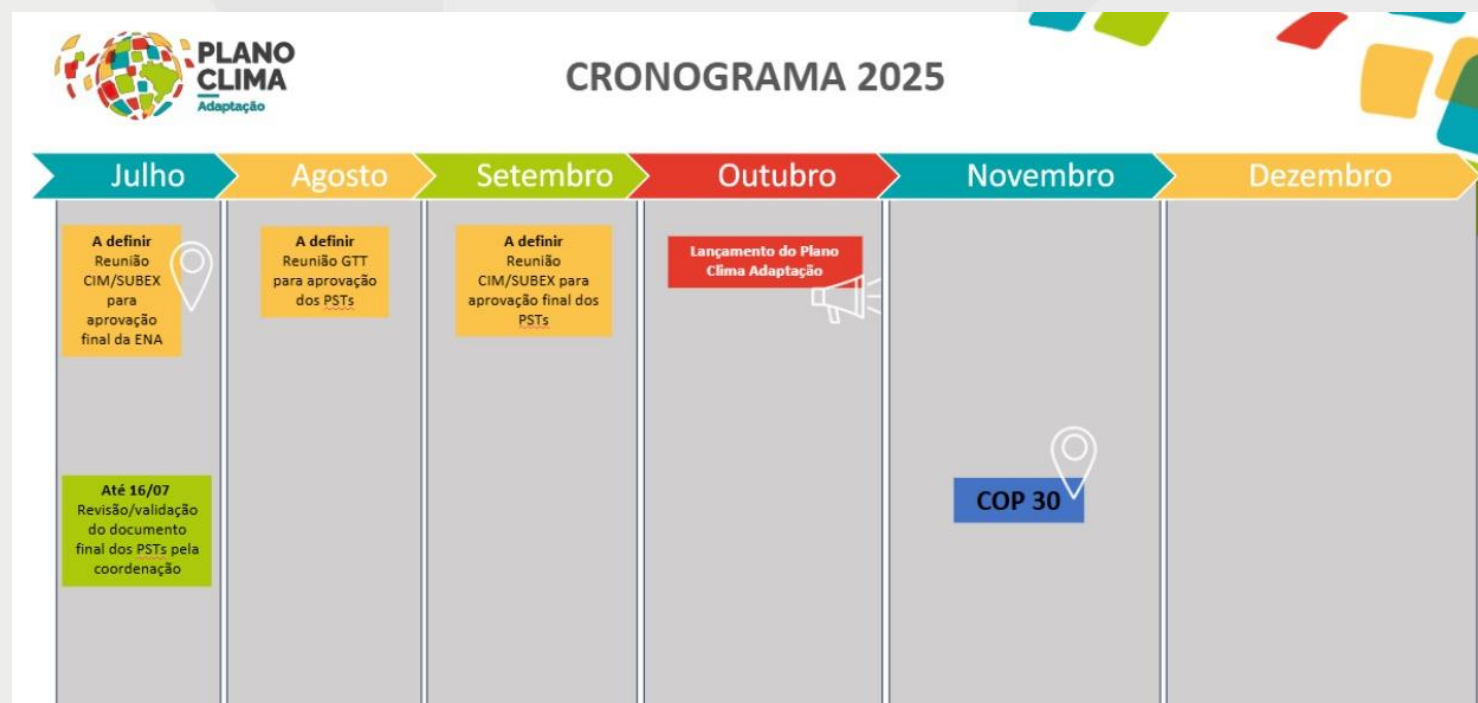 PLANO
CLIMA
Adaptação
CRONOGRAMA 2025
Julho
Agosto
Setembro
Outubro
Novembro
Dezembro
A definir
Reunião
CIM/SUBEX
para
aprovação
final da ENA
A definir
Reunião GTT
para aprovação
dos PSTs
A definir
Reunião
CIM/SUBEX para
aprovação final dos
PSTs
Lançamento do Plano
Clima Adaptação
Até 16/07
Revisão/validação
do documento
final dos PSTs pela
coordenação
COP 30